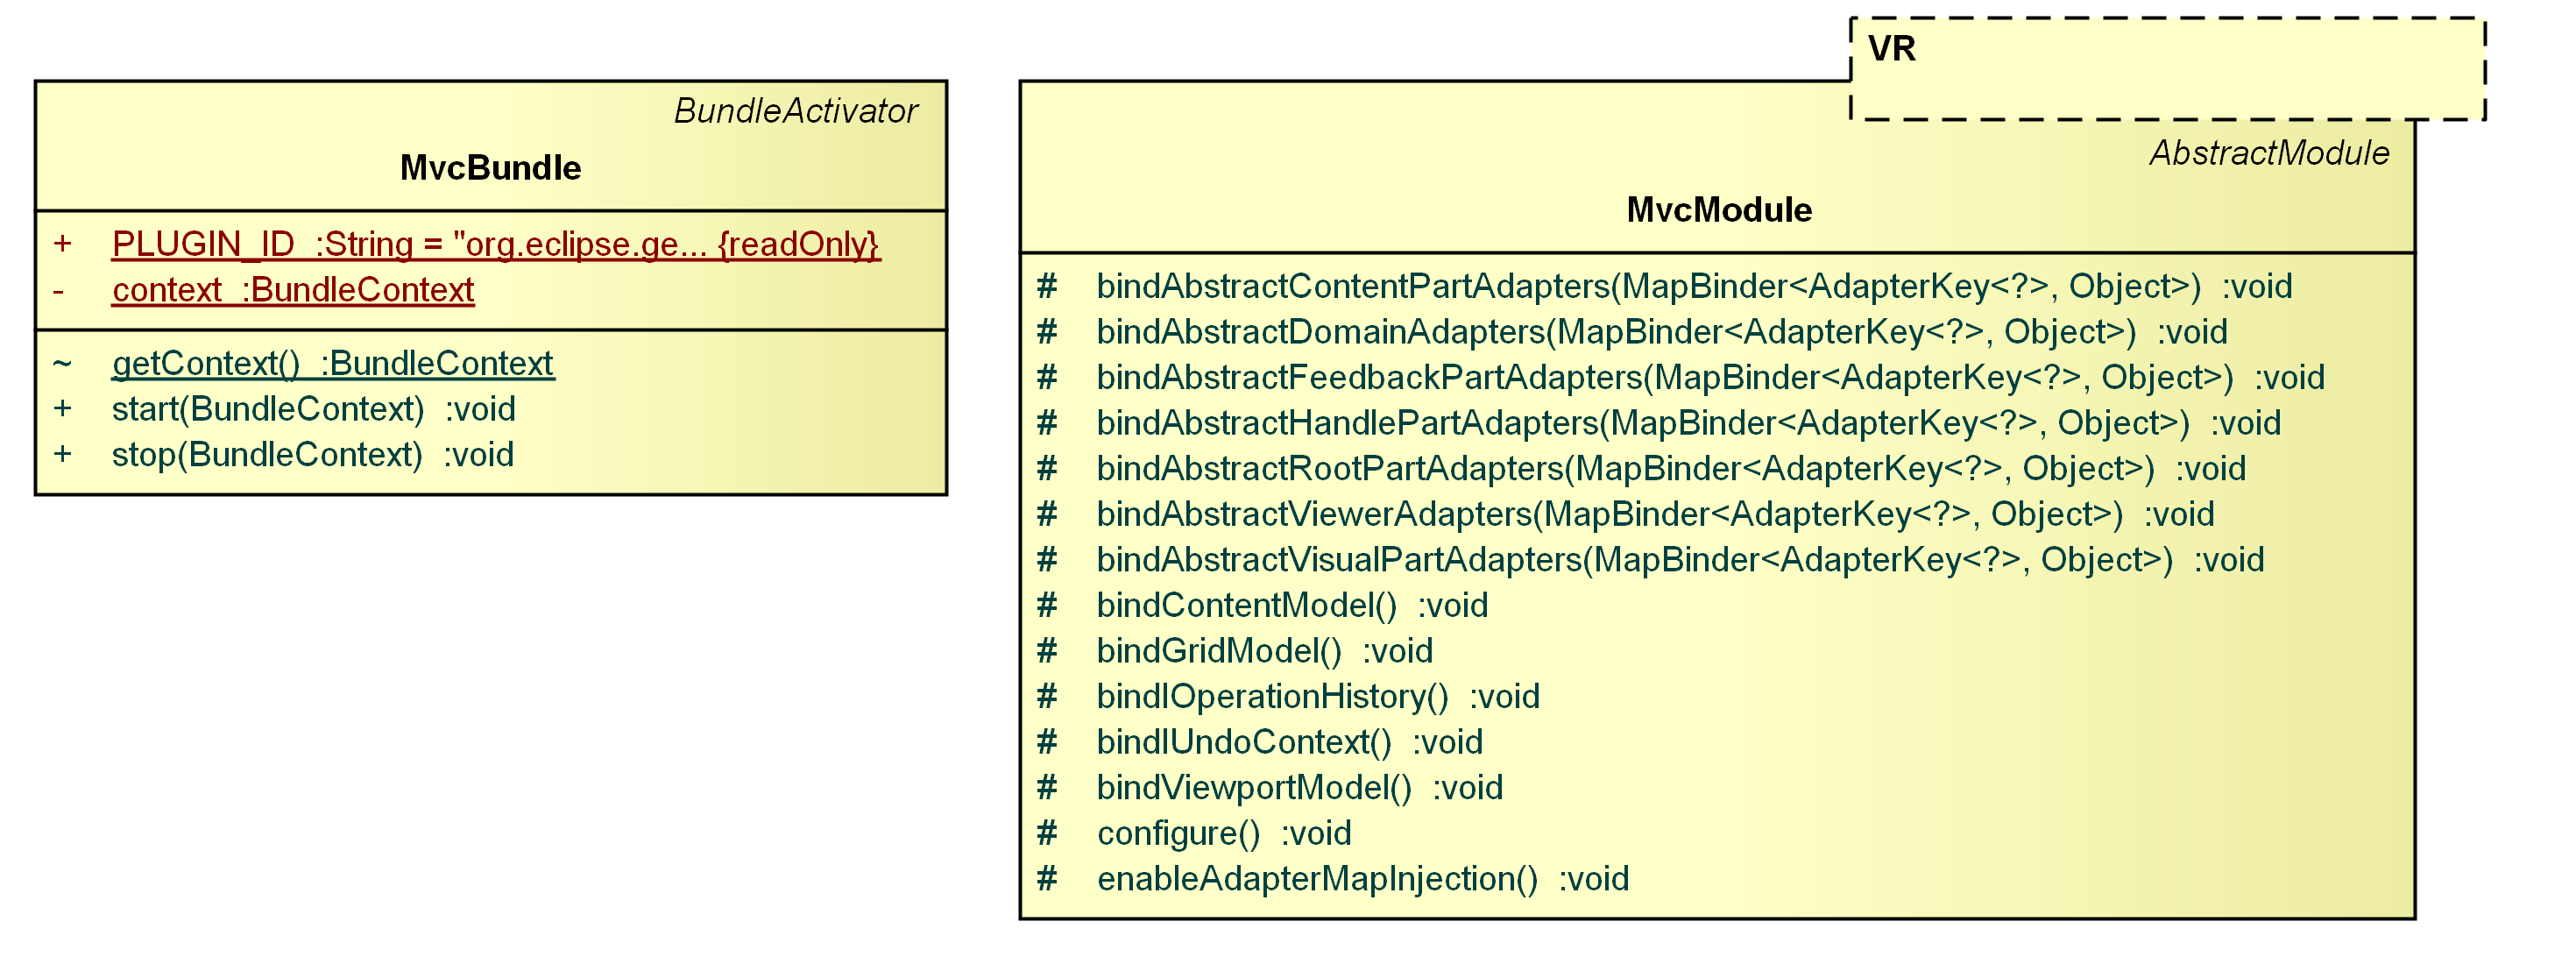 BundleActivator
MvcBundle
+ PLUGIN_ID :String = "org.eclipse.ge... {readOnly}
- context :BundleContext
~ getContext() :BundleContext
+ start(BundleContext) :void
+ stop(BundleContext) :void
VR
AbstractModule
MvcModule
# bindAbstractContentPartAdapters(MapBinder<AdapterKey<?>, Object>) :void
# bindAbstractDomainAdapters(MapBinder<AdapterKey<?>, Object>) :void
# bindAbstractFeedbackPartAdapters(MapBinder<AdapterKey<?>, Object>) :void
# bindAbstractHandlePartAdapters(MapBinder<AdapterKey<?>, Object>) :void
# bindAbstractRootPartAdapters(MapBinder<AdapterKey<?>, Object>) :void
# bindAbstractViewerAdapters(MapBinder<AdapterKey<?>, Object>) :void
# bindAbstractVisualPartAdapters(MapBinder<AdapterKey<?>, Object>) :void
# bindContentModel() :void
# bindGridModel() :void
# bindIOperationHistory() :void
# bindIUndoContext() :void
# bindViewportModel() :void
# configure() :void
# enableAdapterMapInjection() :void